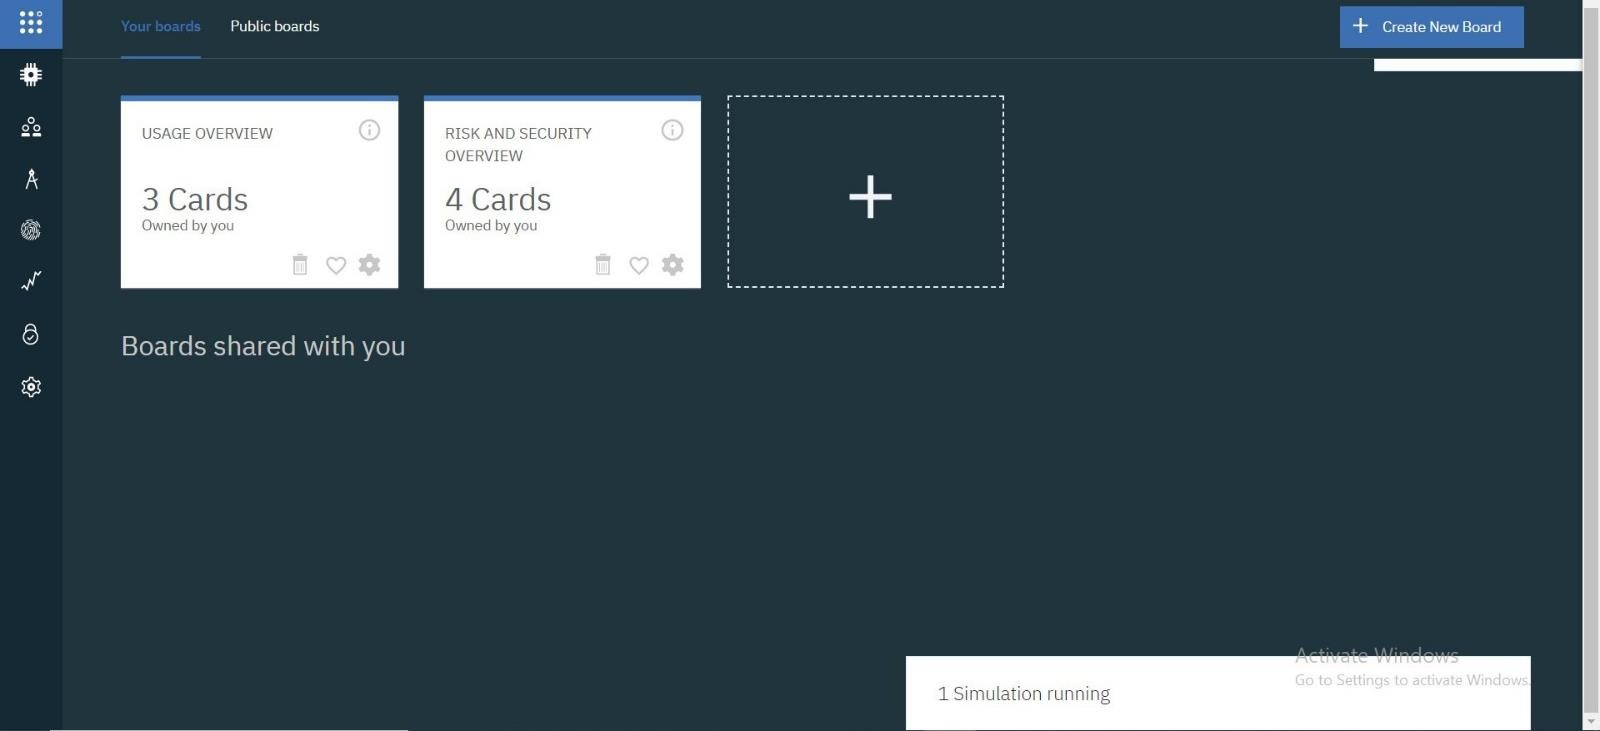 Your boards
Public boards
Create New Board
USAGE OVERVIEW
3 Cards
Owned by you
RISK AND SECURITY
OVERVIEW
4 Cards
Owned by you
Boards shared with you
1 Simulation running
Activate Windows
Go to Settings to activate Windows.